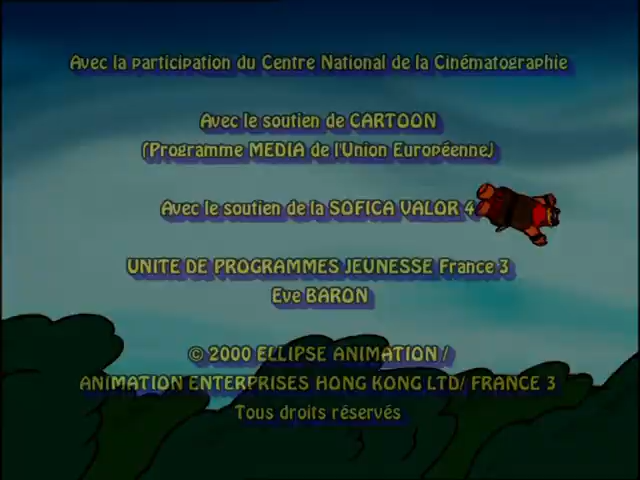 Avec la participation du Centre National de la Cinématographie
Avec le soutien de CARTOON
(Programme MEDIA de l'Union Européenne)
Avec le soutien de la SOFICA VALOR 4
UNITE DE PROGRAMMES JEUNESSE France 3
Eve BARON
© 2000 ELLIPSE ANIMATION /
ANIMATION ENTERPRISES HONG KONG LTD/ FRANCE 3
Tous droits réservés